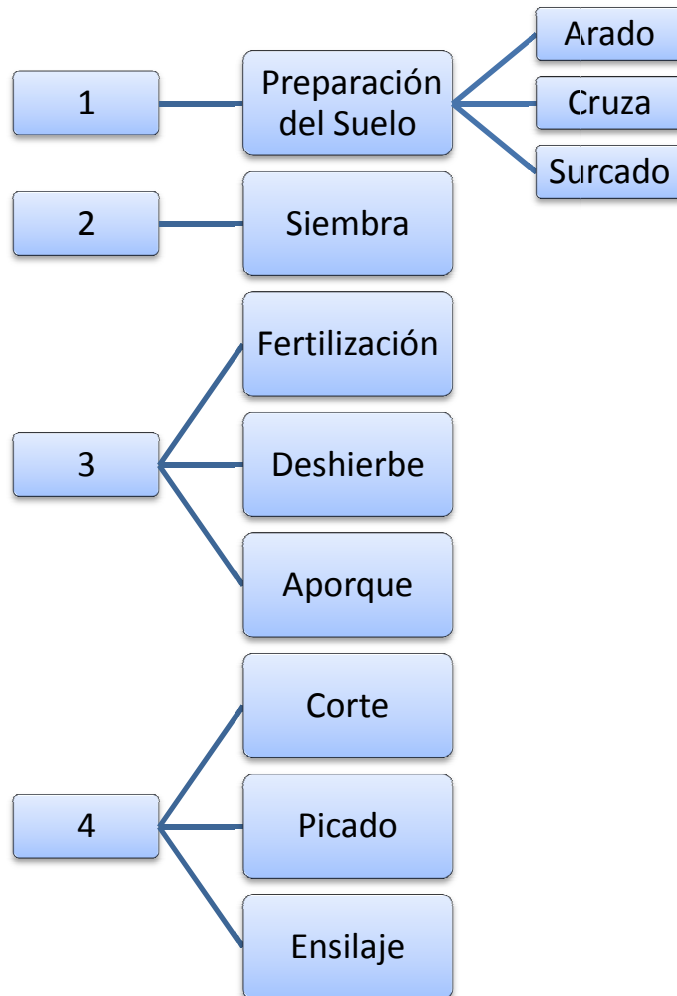 1
Preparación
del Suelo
Arado
Cruza
Surcado
2
Siembra
3
Fertilización
Deshierbe
Aporque
4
Corte
Picado
Ensilaje